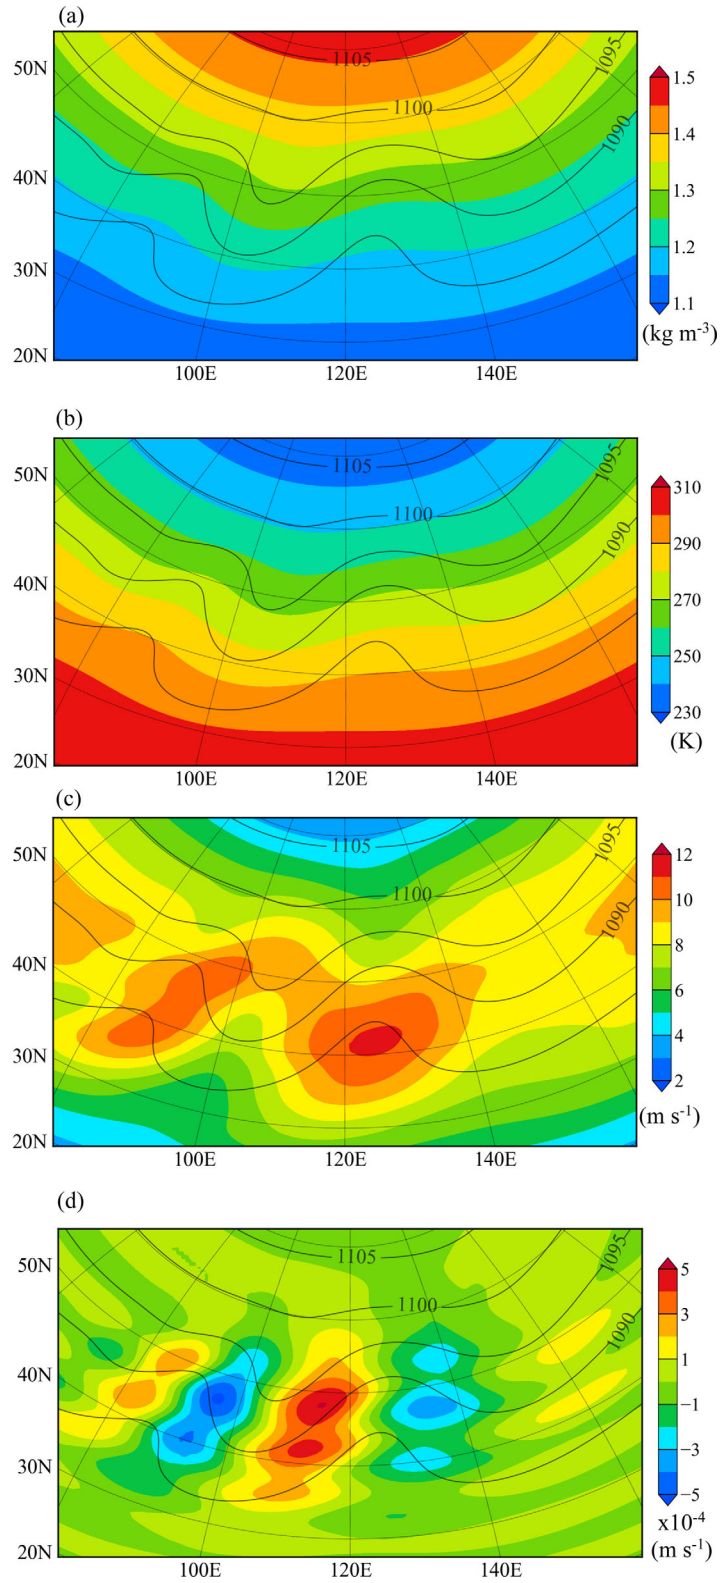 (a)
1105
1100
1095
1090
50N
40N
30N
20N
100E
120E
140E
1.5
1.4
1.3
1.2
1.1
(kg m⁻³)
(b)
1105
1100
1095
1090
50N
40N
30N
20N
100E
120E
140E
310
290
270
250
230
(K)
(c)
1105
1100
1095
1090
50N
40N
30N
20N
100E
120E
140E
12
10
8
6
4
2
(m s⁻¹)
(d)
1105
1100
1095
1090
50N
40N
30N
20N
100E
120E
140E
5
3
1
−1
−3
−5
x10⁻⁴
(m s⁻¹)